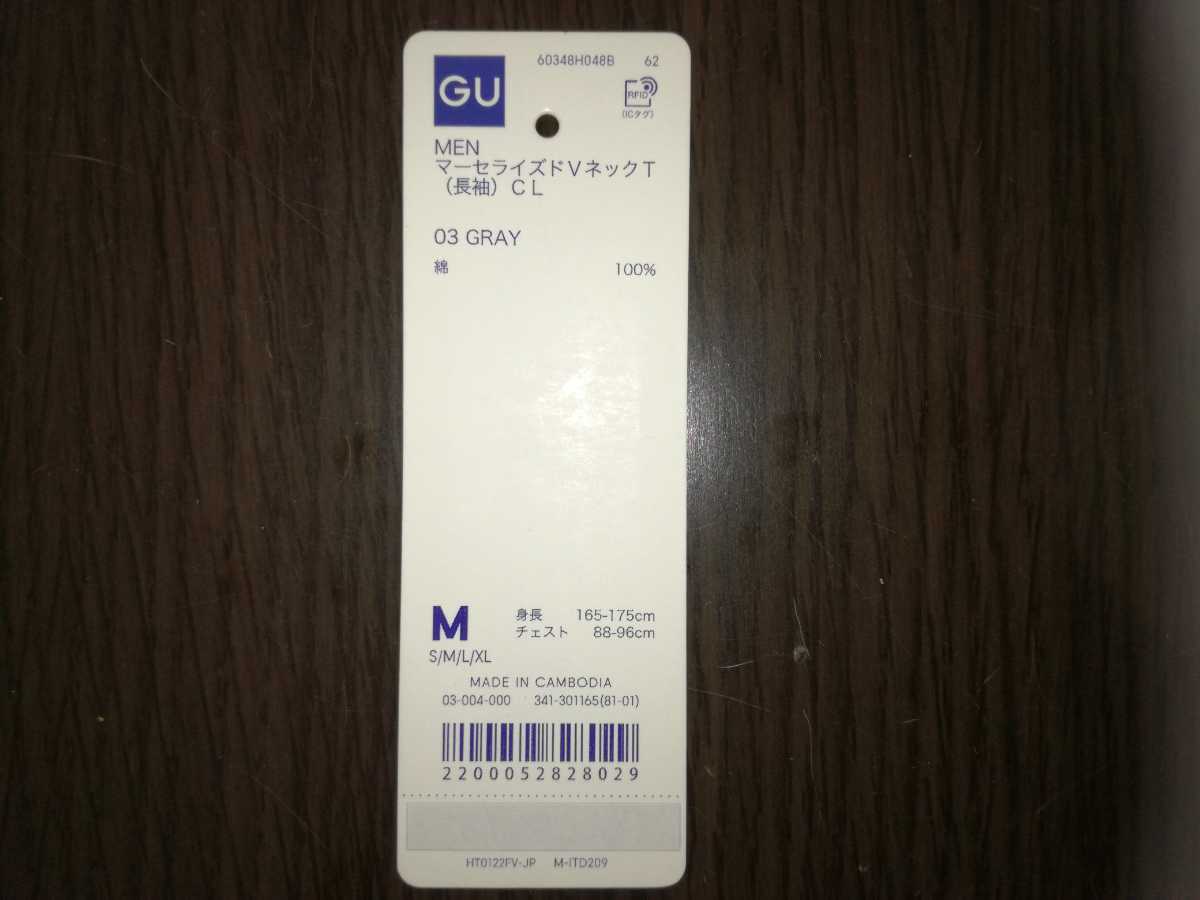 60348H048B 62
GU
RFID
(ICタグ)
MEN
マーセライズドVネックT
(長袖)CL
03 GRAY
綿 100%
M 身長 165-175cm
チェスト 88-96cm
S/M/L/XL
MADE IN CAMBODIA
03-004-000 341-301165(81-01)
2200052828029
HT0122FV-JP M-ITD209